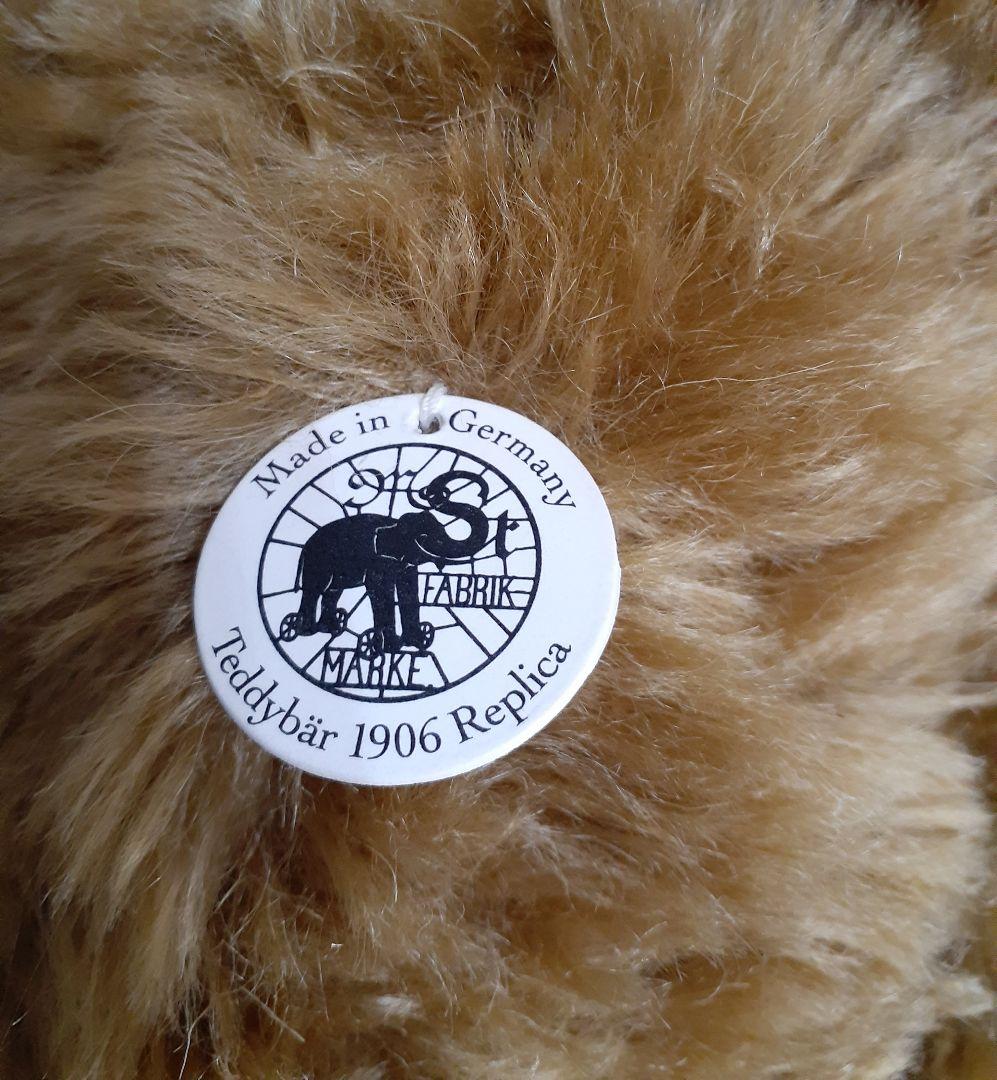 Made in Germany
M St
FABRIK-
MARKE.
Teddybär 1906 Replica